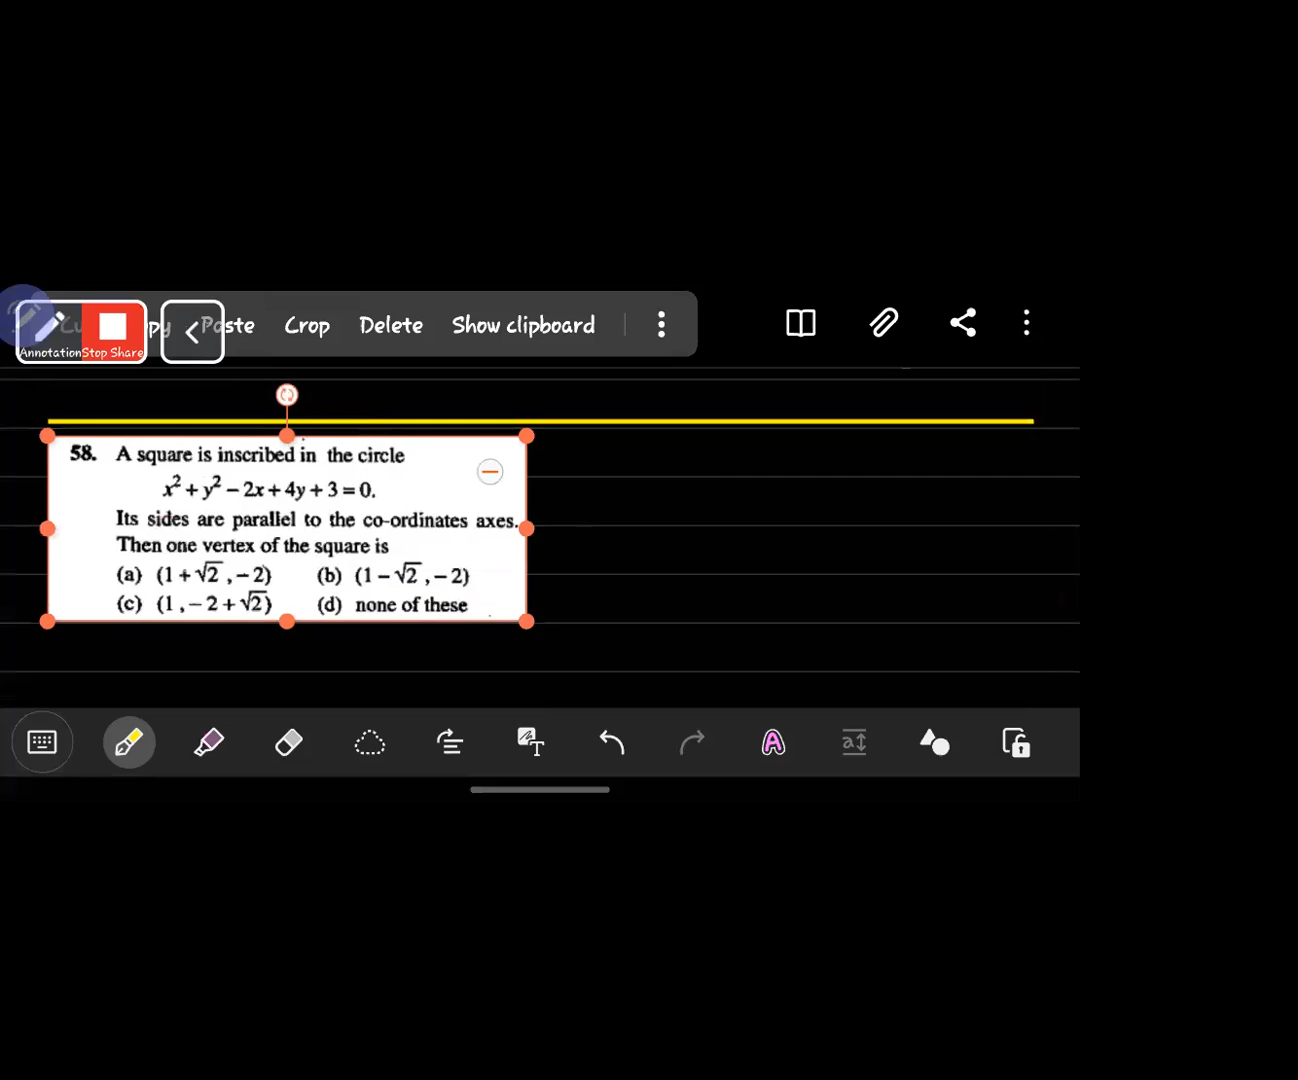 Paste Crop Delete Show clipboard
Annotation Stop Share
58. A square is inscribed in the circle
x² + y² − 2x + 4y + 3 = 0.
Its sides are parallel to the co-ordinates axes.
Then one vertex of the square is
(a) (1 + √2 , − 2) (b) (1 − √2 , − 2)
(c) (1 , − 2 + √2) (d) none of these
T A a